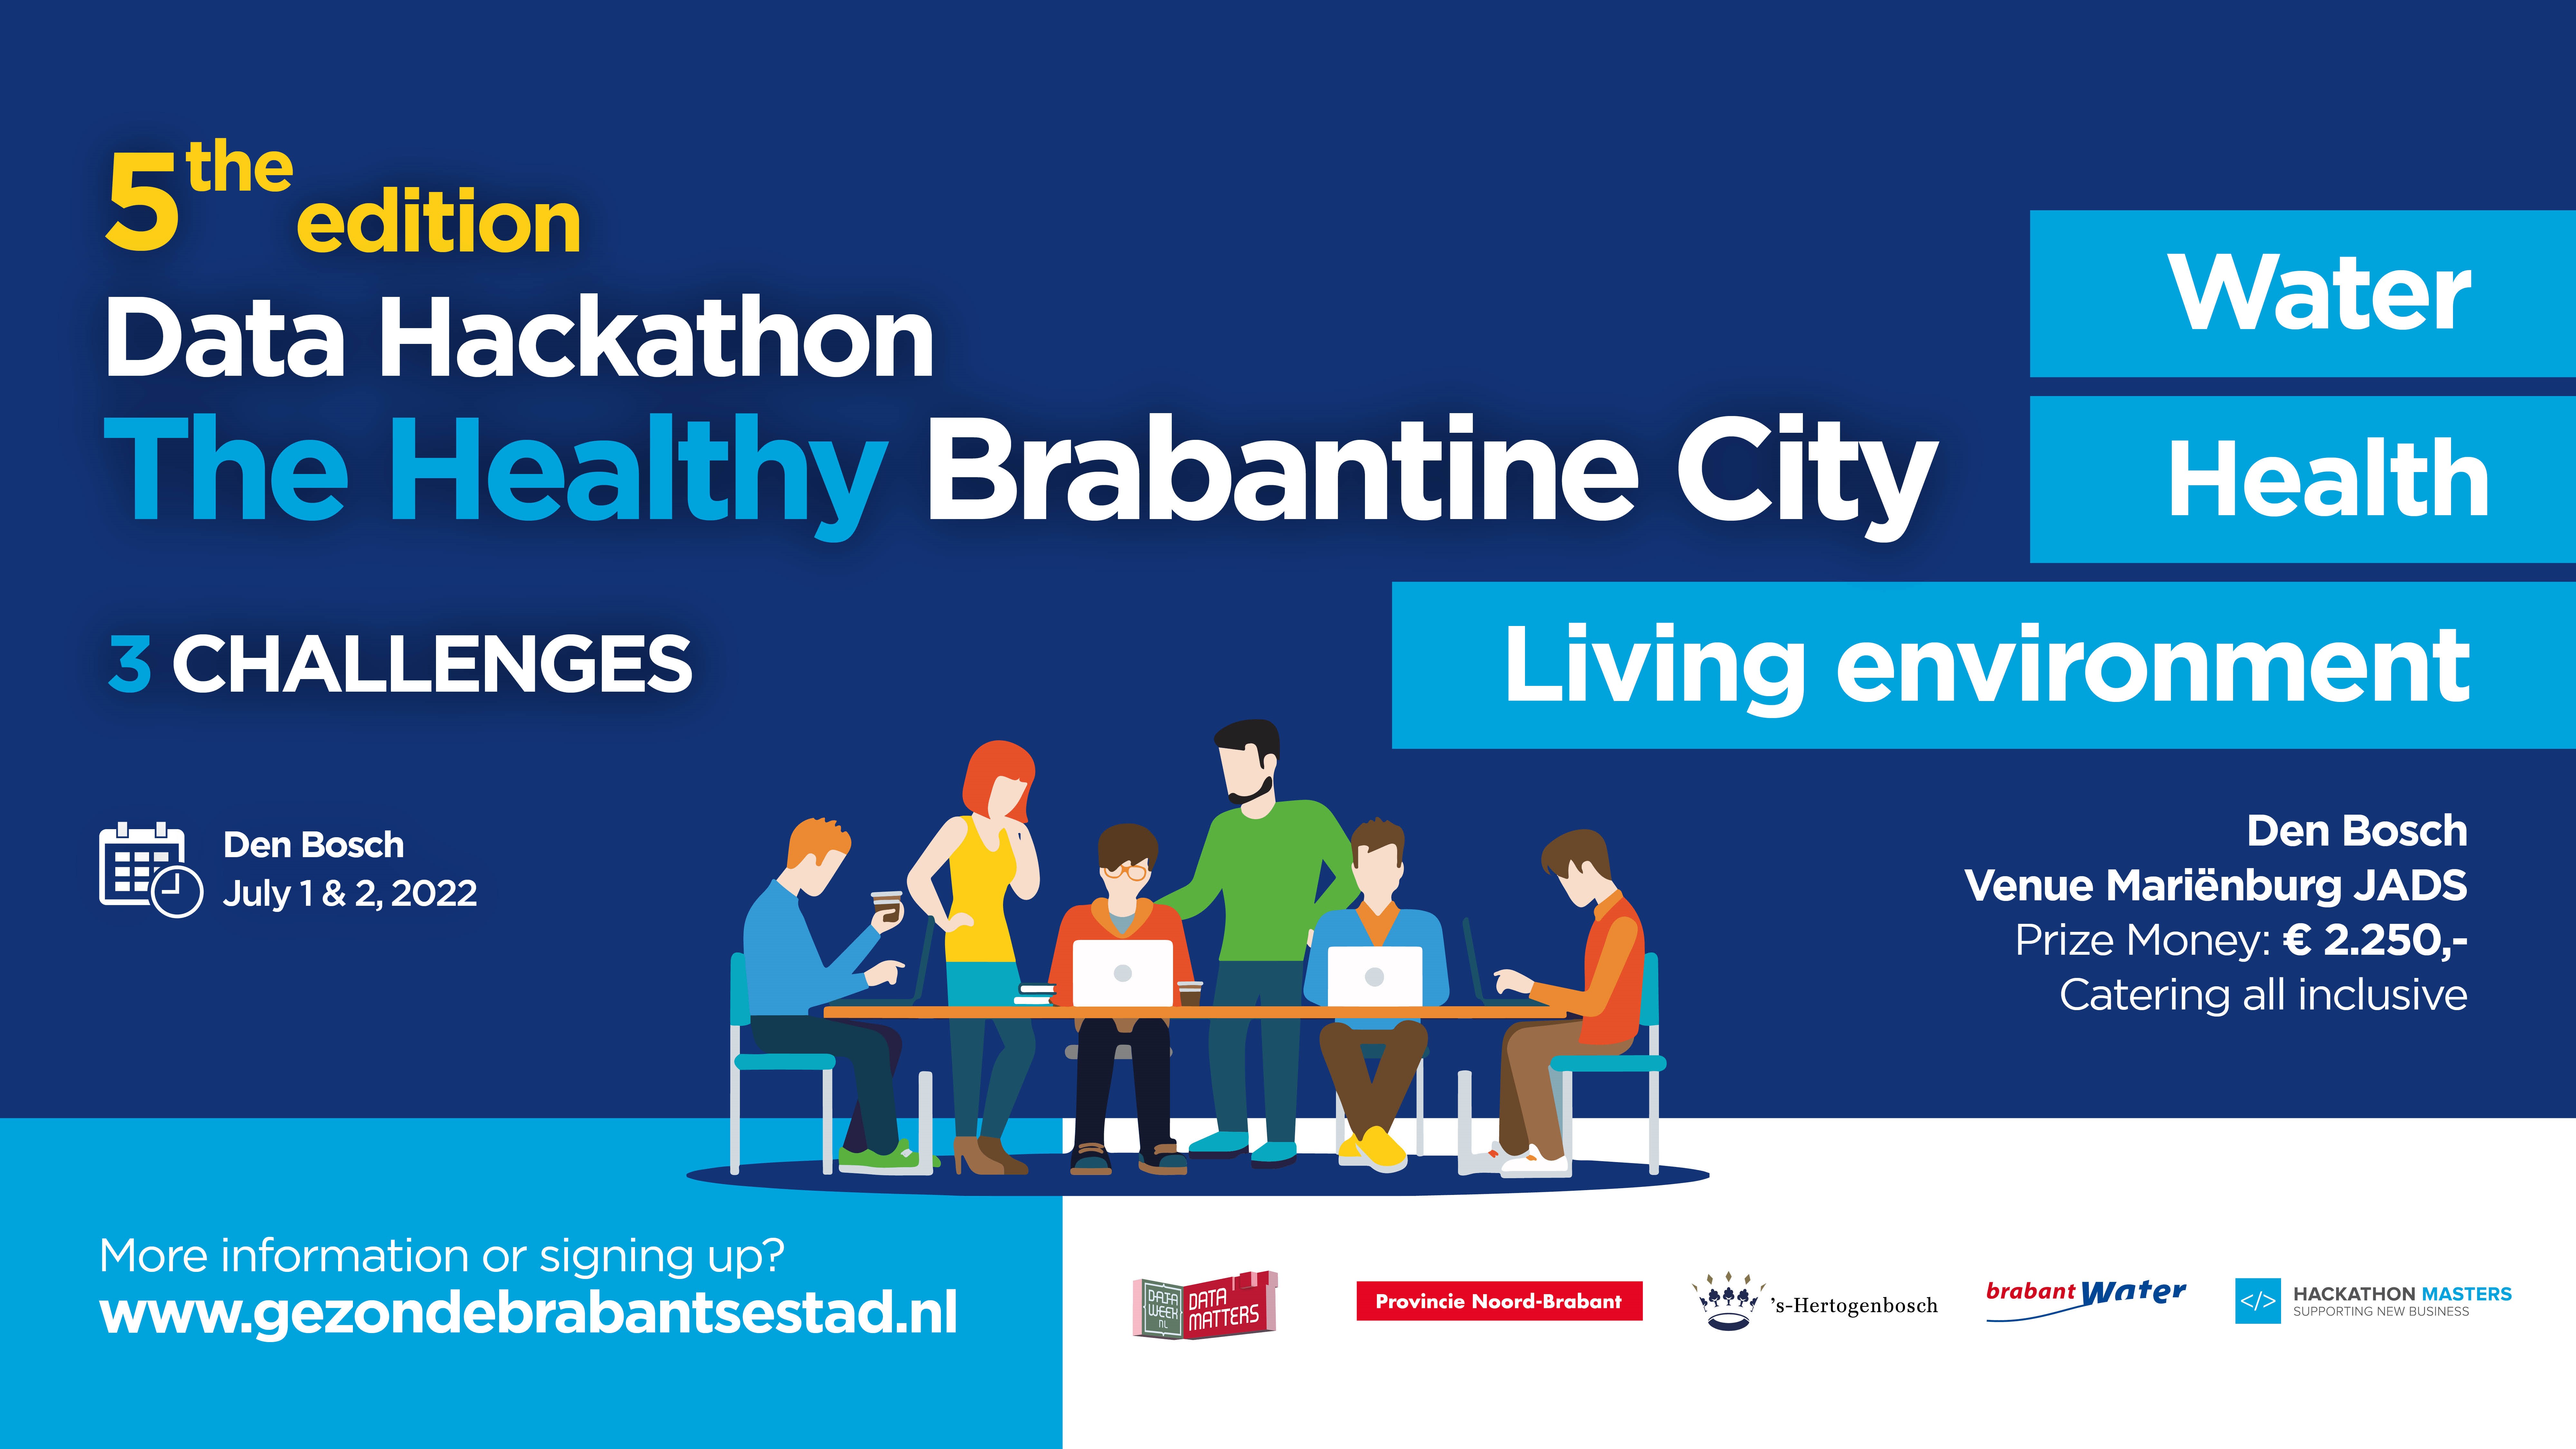 5the edition
Data Hackathon
The Healthy Brabantine City
3 CHALLENGES
Water
Health
Living environment
Den Bosch
July 1 & 2, 2022
Den Bosch
Venue Mariënburg JADS
Prize Money: € 2.250,-
Catering all inclusive
More information or signing up?
www.gezondebrabantsestad.nl
DATA
WEEK
NL
DATA
MATTERS
Provincie Noord-Brabant
's-Hertogenbosch
brabant Water
</> HACKATHON MASTERS
SUPPORTING NEW BUSINESS